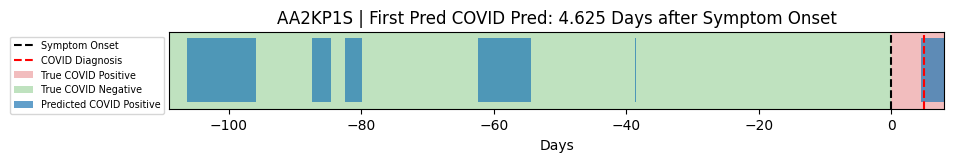 AA2KP1S | First Pred COVID Pred: 4.625 Days after Symptom Onset
Symptom Onset
COVID Diagnosis
True COVID Positive
True COVID Negative
Predicted COVID Positive
−100 −80 −60 −40 −20 0
Days